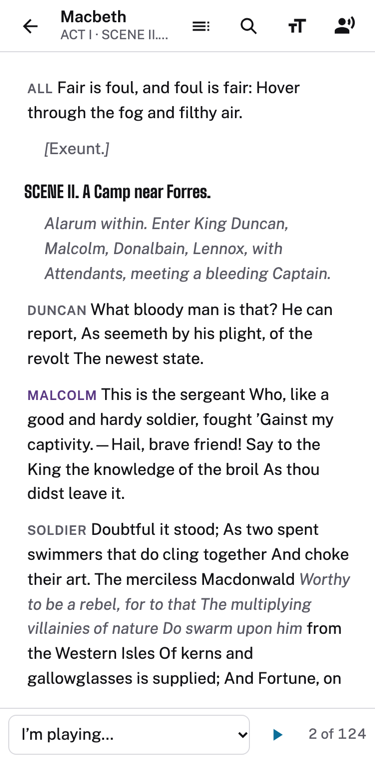 Macbeth
ACT I · SCENE II....
ALL Fair is foul, and foul is fair: Hover
through the fog and filthy air.
[Exeunt.]
SCENE II. A Camp near Forres.
Alarum within. Enter King Duncan,
Malcolm, Donalbain, Lennox, with
Attendants, meeting a bleeding Captain.
DUNCAN What bloody man is that? He can
report, As seemeth by his plight, of the
revolt The newest state.
MALCOLM This is the sergeant Who, like a
good and hardy soldier, fought ’Gainst my
captivity.—Hail, brave friend! Say to the
King the knowledge of the broil As thou
didst leave it.
SOLDIER Doubtful it stood; As two spent
swimmers that do cling together And choke
their art. The merciless Macdonwald Worthy
to be a rebel, for to that The multiplying
villainies of nature Do swarm upon him from
the Western Isles Of kerns and
gallowglasses is supplied; And Fortune, on
I’m playing...
2 of 124